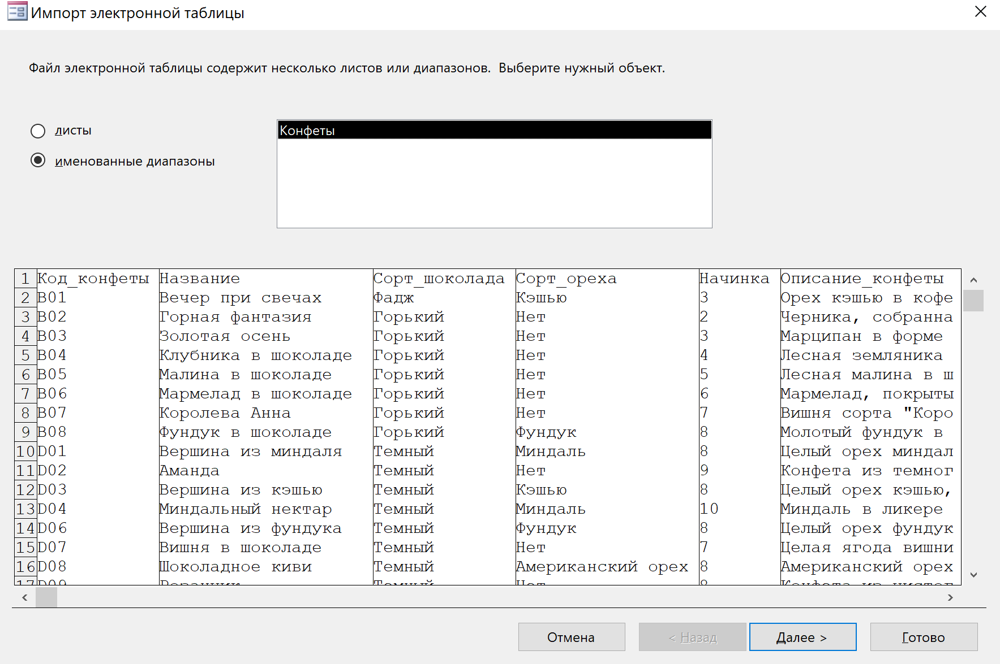 Импорт электронной таблицы
Файл электронной таблицы содержит несколько листов или диапазонов. Выберите нужный объект.
листы
именованные диапазоны
Конфеты
1 Код_конфеты Название Сорт_шоколада Сорт_ореха Начинка Описание_конфеты
2 B01 Вечер при свечах Фадж Кэшью 3 Орех кэшью в кофе
3 B02 Горная фантазия Горький Нет 2 Черника, собранна
4 B03 Золотая осень Горький Нет 3 Марципан в форме
5 B04 Клубника в шоколаде Горький Нет 4 Лесная земляника
6 B05 Малина в шоколаде Горький Нет 5 Лесная малина в ш
7 B06 Мармелад в шоколаде Горький Нет 6 Мармелад, покрыты
8 B07 Королева Анна Горький Нет 7 Вишня сорта "Коро
9 B08 Фундук в шоколаде Горький Фундук 8 Молотый фундук в
10 D01 Вершина из миндаля Темный Миндаль 8 Целый орех миндал
11 D02 Аманда Темный Нет 9 Конфета из темног
12 D03 Вершина из кэшью Темный Кэшью 8 Целый орех кэшью,
13 D04 Миндальный нектар Темный Миндаль 10 Миндаль в ликере
14 D06 Вершина из фундука Темный Фундук 8 Целый орех фундук
15 D07 Вишня в шоколаде Темный Нет 7 Целая ягода вишни
16 D08 Шоколадное киви Темный Американский орех 8 Американский орех
Отмена < Назад Далее > Готово